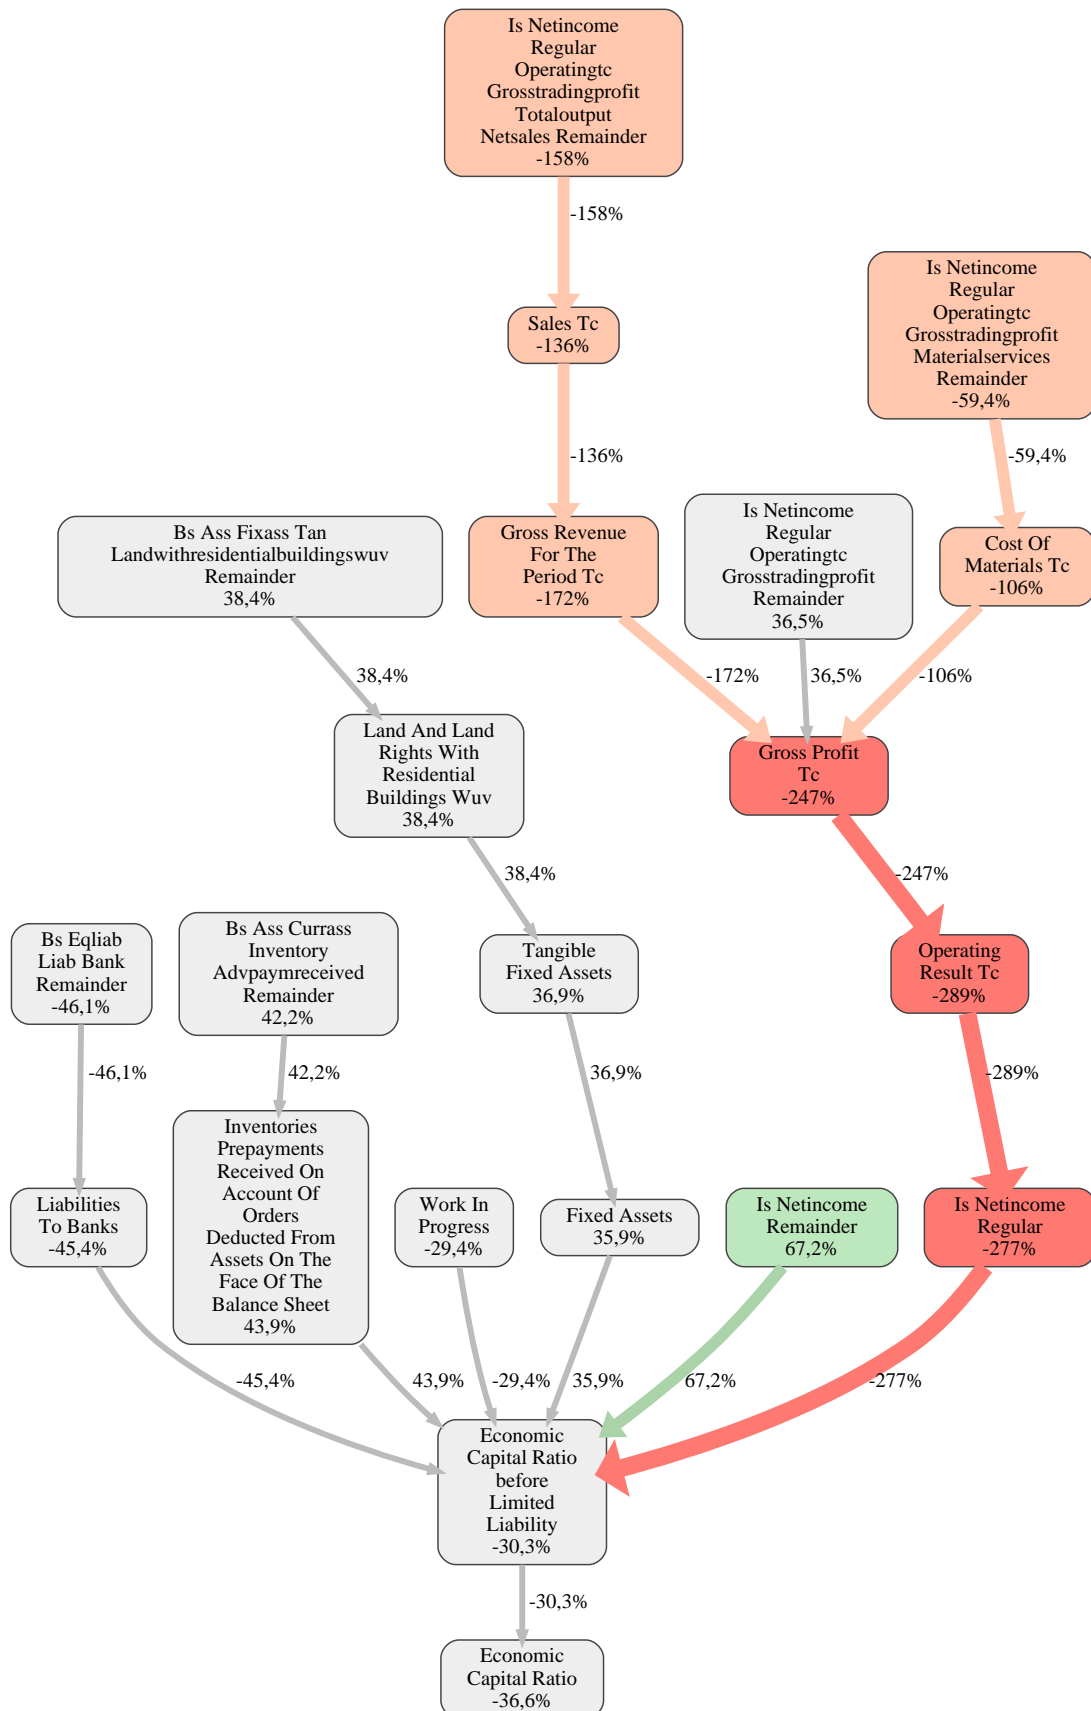 Is Netincome
Regular
Operatingtc
Grosstradingprofit
Totaloutput
Netsales Remainder
-158%
-158%
Sales Tc
-136%
Is Netincome
Regular
Operatingtc
Grosstradingprofit
Materialservices
Remainder
-59,4%
-136%
-59,4%
Bs Ass Fixass Tan
Landwithresidentialbuildingswuv
Remainder
38,4%
Gross Revenue
For The
Period Tc
-172%
Is Netincome
Regular
Operatingtc
Grosstradingprofit
Remainder
36,5%
Cost Of
Materials Tc
-106%
38,4%
-172%
36,5%
-106%
Land And Land
Rights With
Residential
Buildings Wuv
38,4%
Gross Profit
Tc
-247%
38,4%
-247%
Bs Eqliab
Liab Bank
Remainder
-46,1%
Bs Ass Currass
Inventory
Advpaymreceived
Remainder
42,2%
Tangible
Fixed Assets
36,9%
Operating
Result Tc
-289%
-46,1%
42,2%
36,9%
-289%
Liabilities
To Banks
-45,4%
Inventories
Prepayments
Received On
Account Of
Orders
Deducted From
Assets On The
Face Of The
Balance Sheet
43,9%
Work In
Progress
-29,4%
Fixed Assets
35,9%
Is Netincome
Remainder
67,2%
Is Netincome
Regular
-277%
-45,4%
43,9%
-29,4%
35,9%
67,2%
-277%
Economic
Capital Ratio
before
Limited
Liability
-30,3%
-30,3%
Economic
Capital Ratio
-36,6%